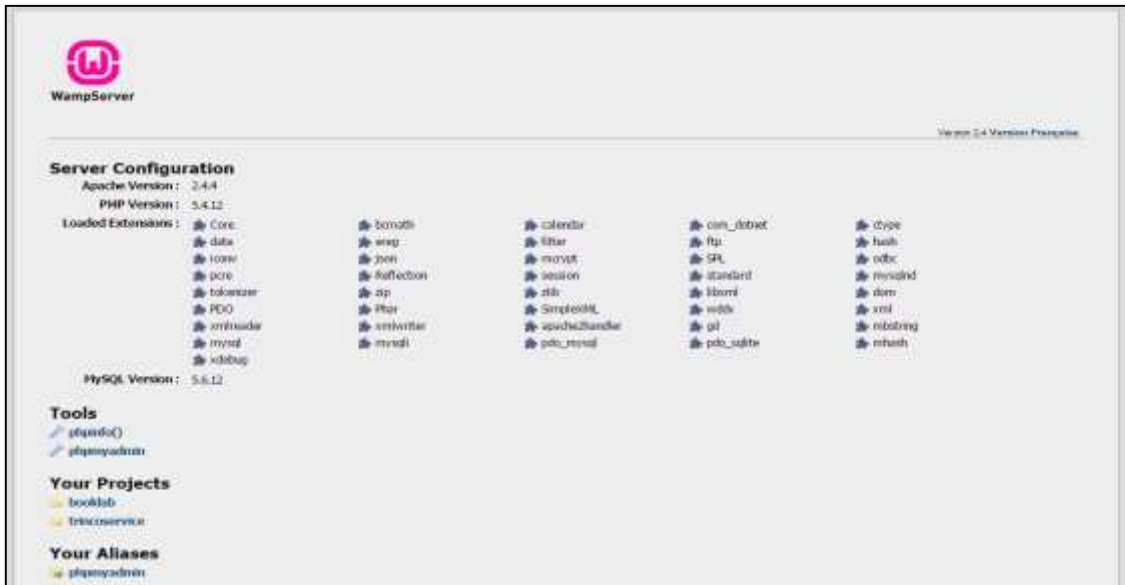 WampServer
Version 2.4 Version Française
Server Configuration
Apache Version : 2.4.4
PHP Version : 5.4.12
Loaded Extensions : Core bcmath calendar com_dotnet ctype
date ereg filter ftp hash
iconv json mcrypt SPL odbc
pcre Reflection session standard mysqlnd
tokenizer zip zlib libxml dom
PDO Phar SimpleXML wddx xml
xmlreader xmlwriter apache2handler gd mbstring
mysql mysqli pdo_mysql pdo_sqlite mhash
xdebug
MySQL Version : 5.6.12
Tools
phpinfo()
phpmyadmin
Your Projects
booklab
trincoservice
Your Aliases
phpmyadmin